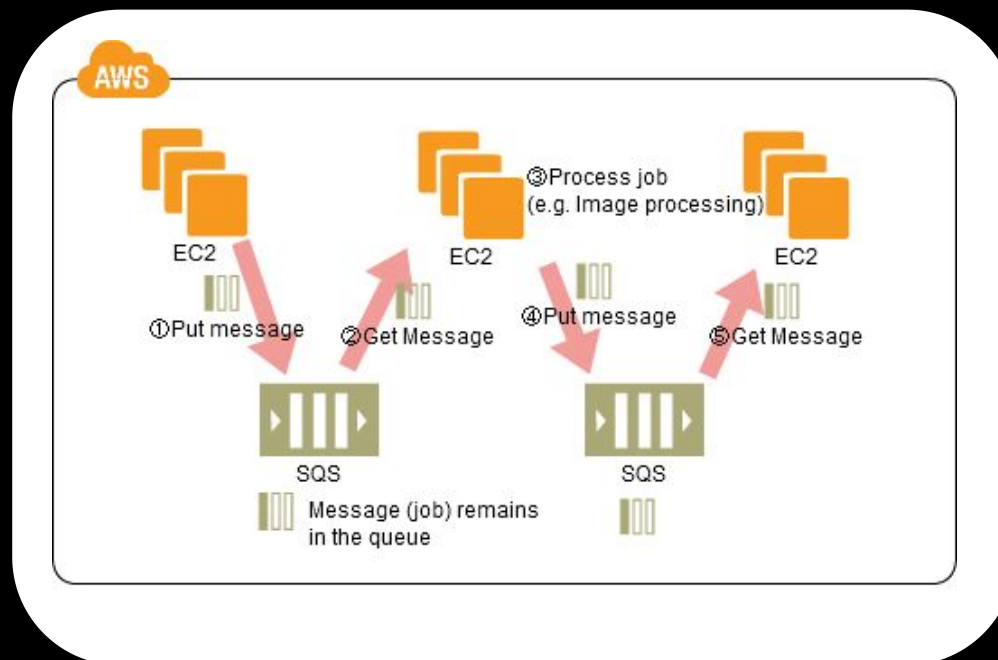 AWS
③Process job
(e.g. Image processing)
EC2
EC2
EC2
①Put message
②Get Message
④Put message
⑤Get Message
SQS
SQS
Message (job) remains
in the queue